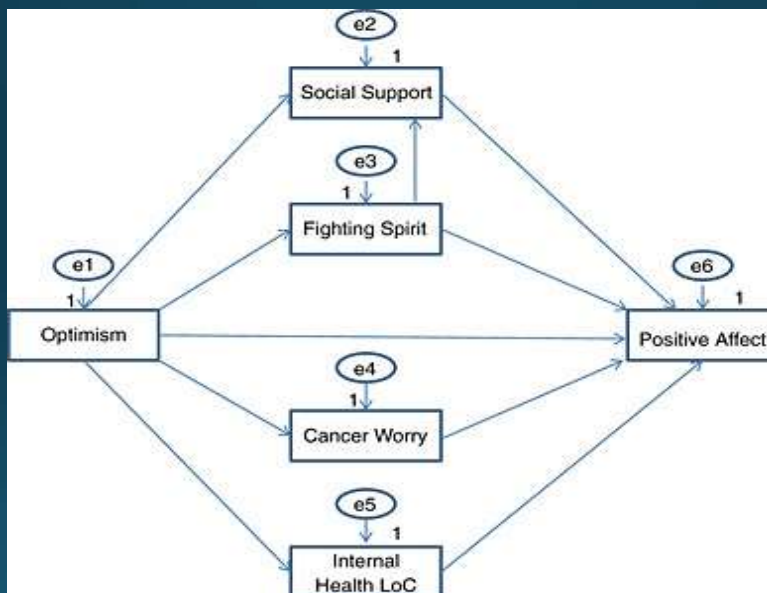 e2
1
Social Support
e3
1
Fighting Spirit
e1
1
Optimism
e6
1
Positive Affect
e4
1
Cancer Worry
e5
1
Internal
Health LoC